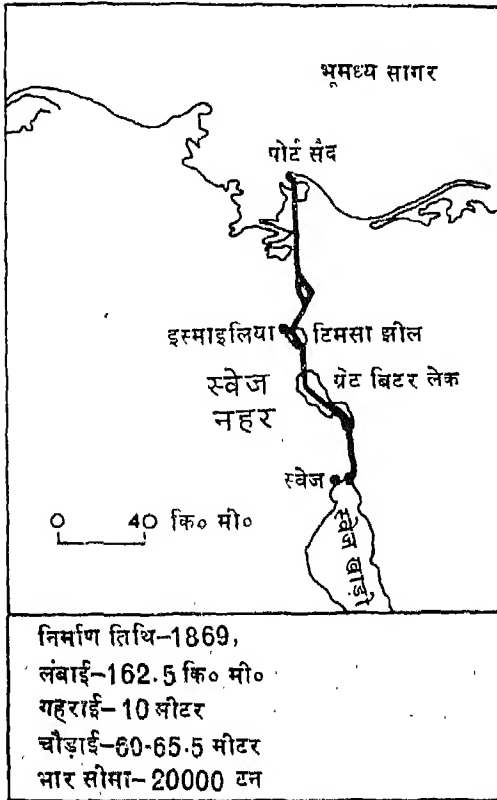 भूमध्य सागर
पोर्ट सैद
इस्माइलिया
टिमसा झील
स्वेज
नहर
ग्रेट बिटर लेक
स्वेज
0 40 कि० मी०
स्वेज खाड़ी
निर्माण तिथि-1869,
लंबाई-162.5 कि० मी०
गहराई-10 मीटर
चौड़ाई-60-65.5 मीटर
भार सीमा-20000 टन